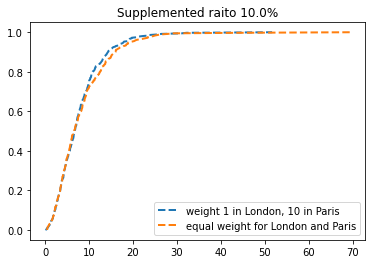 Supplemented raito 10.0%
1.0
0.8
0.6
0.4
0.2
0.0
weight 1 in London, 10 in Paris
equal weight for London and Paris
0 10 20 30 40 50 60 70